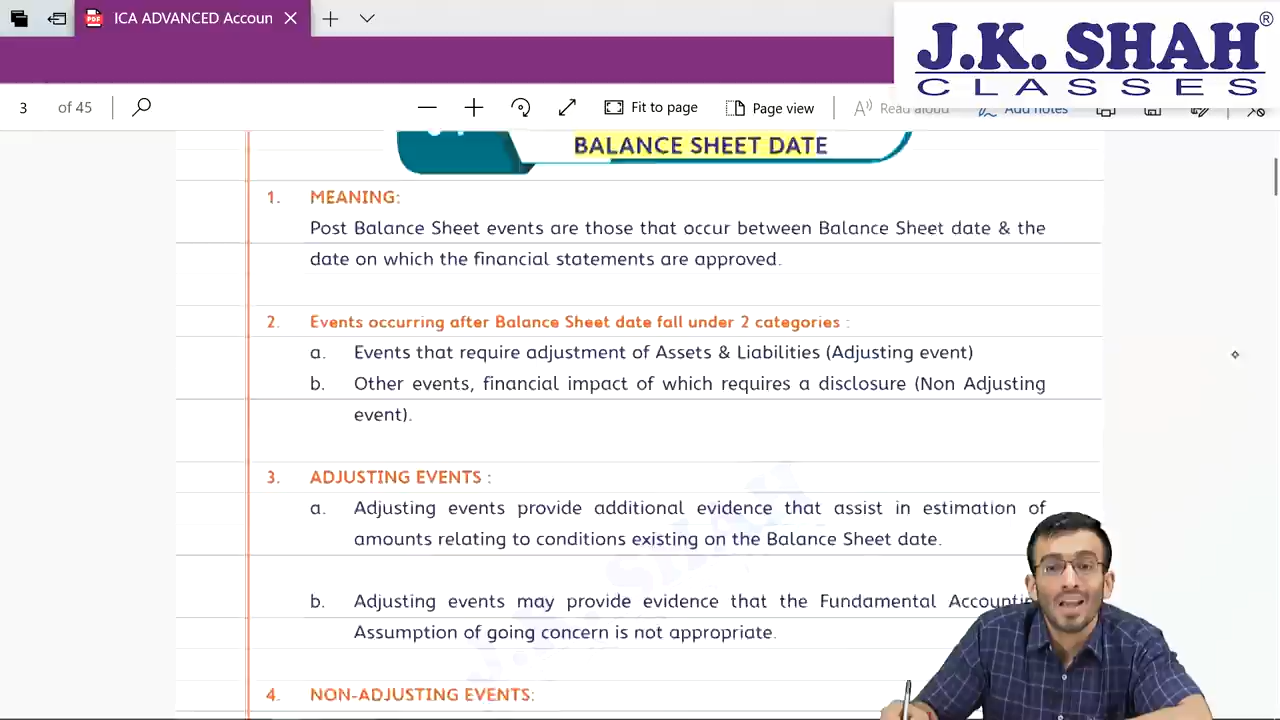 ICA ADVANCED Accoun
J.K. SHAH®
CLASSES
3 of 45
Fit to page
Page view
Read aloud
Add notes
BALANCE SHEET DATE
1. MEANING:
Post Balance Sheet events are those that occur between Balance Sheet date & the
date on which the financial statements are approved.
2. Events occurring after Balance Sheet date fall under 2 categories :
a. Events that require adjustment of Assets & Liabilities (Adjusting event)
b. Other events, financial impact of which requires a disclosure (Non Adjusting
event).
3. ADJUSTING EVENTS :
a. Adjusting events provide additional evidence that assist in estimation of
amounts relating to conditions existing on the Balance Sheet date.
b. Adjusting events may provide evidence that the Fundamental Accountin
Assumption of going concern is not appropriate.
4. NON-ADJUSTING EVENTS: